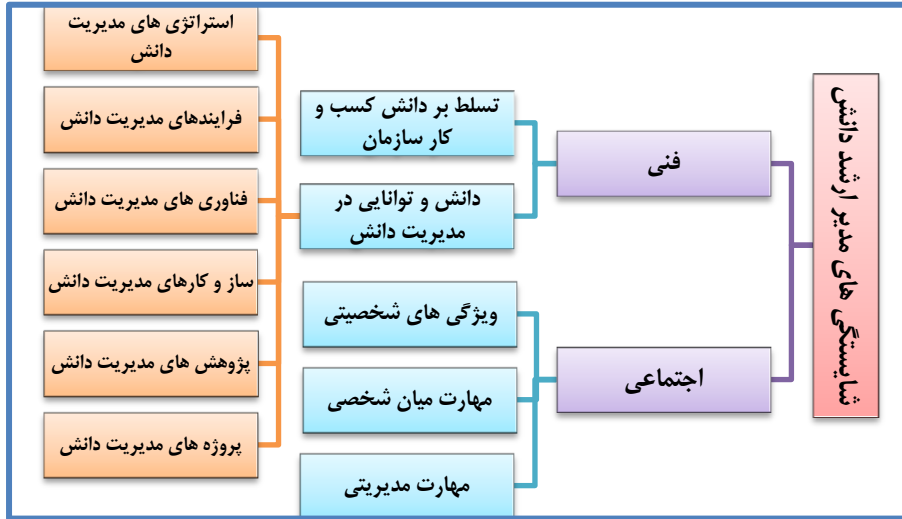 شایستگی های مدیر ارشد دانش
فنی
تسلط بر دانش کسب و
کار سازمان
دانش و توانایی در
مدیریت دانش
استراتژی های مدیریت
دانش
فرایندهای مدیریت دانش
فناوری های مدیریت دانش
ساز و کارهای مدیریت دانش
پژوهش های مدیریت دانش
پروژه های مدیریت دانش
اجتماعی
ویژگی های شخصیتی
مهارت میان شخصی
مهارت مدیریتی